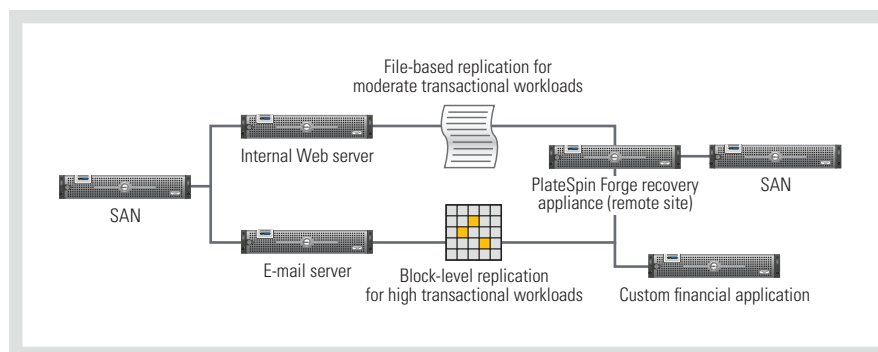 File-based replication for
moderate transactional workloads
Internal Web server
PlateSpin Forge recovery
appliance (remote site)
SAN
SAN
E-mail server
Block-level replication
for high transactional workloads
Custom financial application